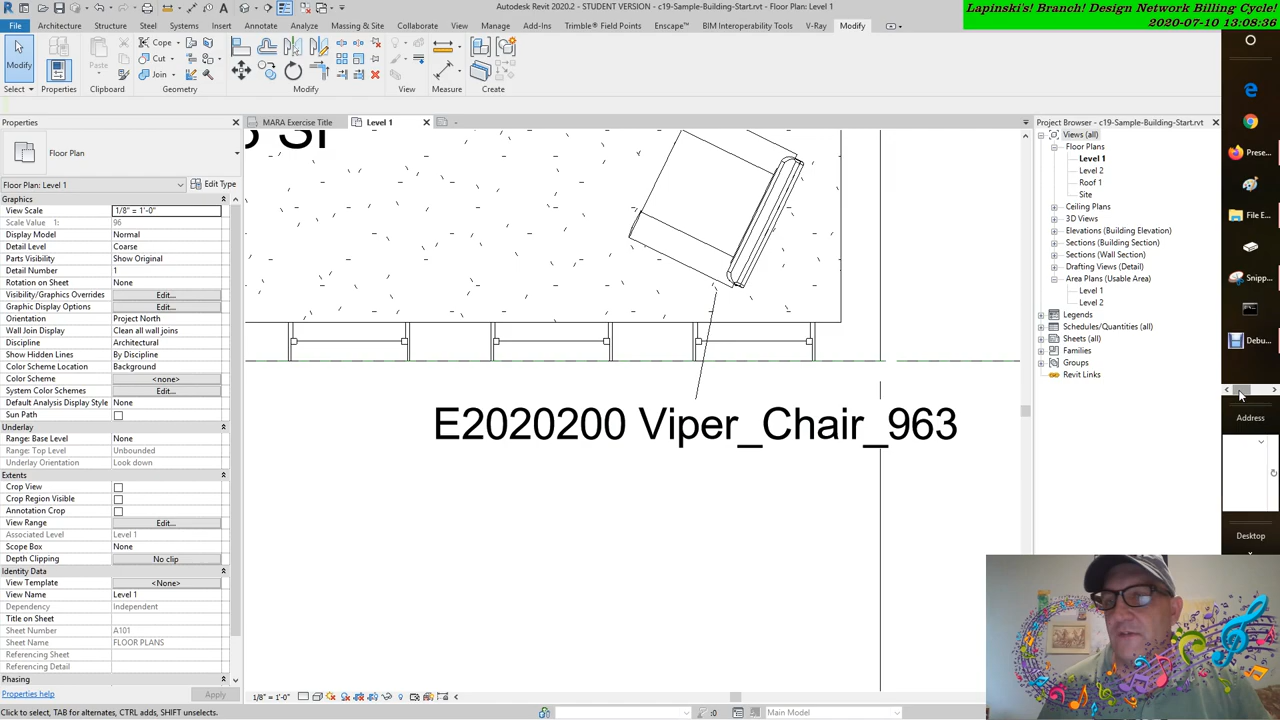 Autodesk Revit 2020.2 - STUDENT VERSION - c19-Sample-Building-Start.rvt - Floor Plan: Level 1
Lapinski's! Branch! Design Network Billing Cycle!
2020-07-10 13:08:36
File Architecture Structure Steel Systems Insert Annotate Analyze Massing & Site Collaborate View Manage Add-Ins Trimble® Field Points Enscape™ BIM Interoperability Tools V-Ray Modify
Modify Properties Paste Cope Cut Join
Select Properties Clipboard Geometry Modify View Measure Create
Properties
MARA Exercise Title Level 1
Project Browser - c19-Sample-Building-Start.rvt
Floor Plan
Floor Plan: Level 1 Edit Type
Graphics
View Scale 1/8" = 1'-0"
Scale Value 1: 96
Display Model Normal
Detail Level Coarse
Parts Visibility Show Original
Detail Number 1
Rotation on Sheet None
Visibility/Graphics Overrides Edit...
Graphic Display Options Edit...
Orientation Project North
Wall Join Display Clean all wall joins
Discipline Architectural
Show Hidden Lines By Discipline
Color Scheme Location Background
Color Scheme <none>
System Color Schemes Edit...
Default Analysis Display Style None
Sun Path
Underlay
Range: Base Level None
Range: Top Level Unbounded
Underlay Orientation Look down
Extents
Crop View
Crop Region Visible
Annotation Crop
View Range Edit...
Associated Level Level 1
Scope Box None
Depth Clipping No clip
Identity Data
View Template <None>
View Name Level 1
Dependency Independent
Title on Sheet
Sheet Number A101
Sheet Name FLOOR PLANS
Referencing Sheet
Referencing Detail
Phasing
Properties help Apply
E2020200 Viper_Chair_963
Views (all)
Floor Plans
Level 1
Level 2
Roof 1
Site
Ceiling Plans
3D Views
Elevations (Building Elevation)
Sections (Building Section)
Sections (Wall Section)
Drafting Views (Detail)
Area Plans (Usable Area)
Level 1
Level 2
Legends
Schedules/Quantities (all)
Sheets (all)
Families
Groups
Revit Links
Prese...
File E...
Snipp...
Debu...
Address
Desktop
1/8" = 1'-0"
Click to select, TAB for alternates, CTRL adds, SHIFT unselects.
:0 Main Model